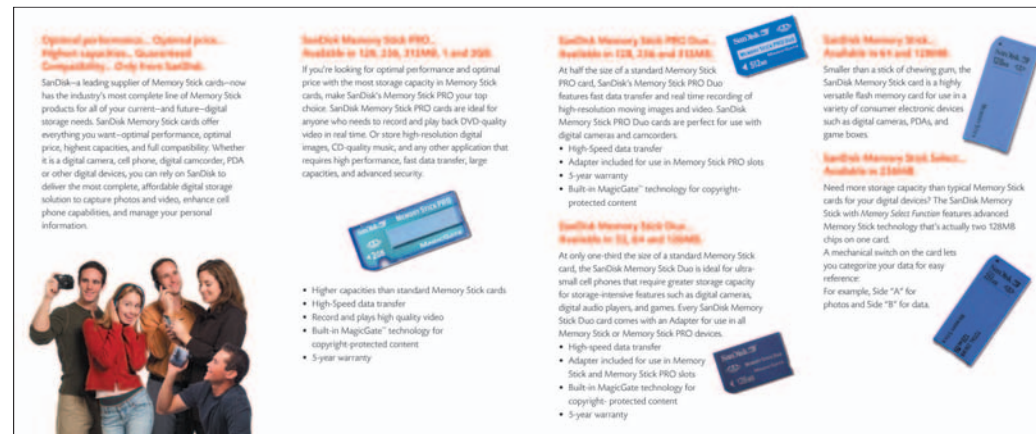 Optimal performance... Optimal price...
Highest capacities... Guaranteed
Compatibility... Only from SanDisk.
SanDisk—a leading supplier of Memory Stick cards—now
has the industry's most complete line of Memory Stick
products for all of your current—and future—digital
storage needs. SanDisk Memory Stick cards offer
everything you want–optimal performance, optimal
price, highest capacities, and full compatibility. Whether
it is a digital camera, cell phone, digital camcorder, PDA
or other digital devices, you can rely on SanDisk to
deliver the most complete, affordable digital storage
solution to capture photos and video, enhance cell
phone capabilities, and manage your personal
information.
SanDisk Memory Stick PRO...
Available in 128, 256, 512MB, 1 and 2GB.
If you're looking for optimal performance and optimal
price with the most storage capacity in Memory Stick
cards, make SanDisk's Memory Stick PRO your top
choice. SanDisk Memory Stick PRO cards are ideal for
anyone who needs to record and play back DVD-quality
video in real time. Or store high-resolution digital
images, CD-quality music, and any other application that
requires high performance, fast data transfer, large
capacities, and advanced security.
SanDisk
Memory Stick PRO
2GB
MagicGate
• Higher capacities than standard Memory Stick cards
• High-Speed data transfer
• Record and plays high quality video
• Built-in MagicGate™ technology for
copyright-protected content
• 5-year warranty
SanDisk Memory Stick PRO Duo...
Available in 128, 256 and 512MB.
At half the size of a standard Memory Stick
PRO card, SanDisk's Memory Stick PRO Duo
features fast data transfer and real time recording of
high-resolution moving images and video. SanDisk
Memory Stick PRO Duo cards are perfect for use with
digital cameras and camcorders.
• High-Speed data transfer
• Adapter included for use in Memory Stick PRO slots
• 5-year warranty
• Built-in MagicGate™ technology for copyright-
protected content
SanDisk
Memory Stick PRO Duo
512MB
SanDisk Memory Stick Duo...
Available in 32, 64 and 128MB.
At only one-third the size of a standard Memory Stick
card, the SanDisk Memory Stick Duo is ideal for ultra-
small cell phones that require greater storage capacity
for storage-intensive features such as digital cameras,
digital audio players, and games. Every SanDisk Memory
Stick Duo card comes with an Adapter for use in all
Memory Stick or Memory Stick PRO devices.
• High-speed data transfer
• Adapter included for use in Memory
Stick and Memory Stick PRO slots
• Built-in MagicGate technology for
copyright- protected content
• 5-year warranty
SanDisk
128MB
SanDisk Memory Stick...
Available in 64 and 128MB.
Smaller than a stick of chewing gum, the
SanDisk Memory Stick card is a highly
versatile flash memory card for use in a
variety of consumer electronic devices
such as digital cameras, PDAs, and
game boxes.
SanDisk
128MB
SanDisk Memory Stick Select...
Available in 256MB.
Need more storage capacity than typical Memory Stick
cards for your digital devices? The SanDisk Memory
Stick with Memory Select Function features advanced
Memory Stick technology that's actually two 128MB
chips on one card.
A mechanical switch on the card lets
you categorize your data for easy
reference:
For example, Side "A" for
photos and Side "B" for data.
SanDisk